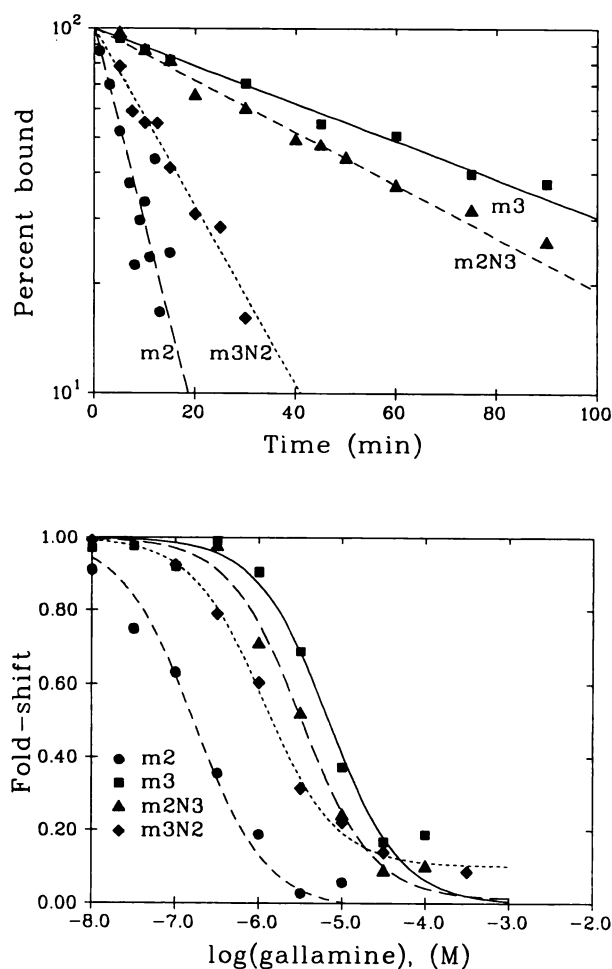 10²
Percent bound
10¹
m3
m2N3
m2
m3N2
0 20 40 60 80 100
Time (min)
1.00
0.80
0.60
0.40
0.20
0.00
Fold-shift
m2
m3
m2N3
m3N2
-8.0 -7.0 -6.0 -5.0 -4.0 -3.0 -2.0
log(gallamine), (M)